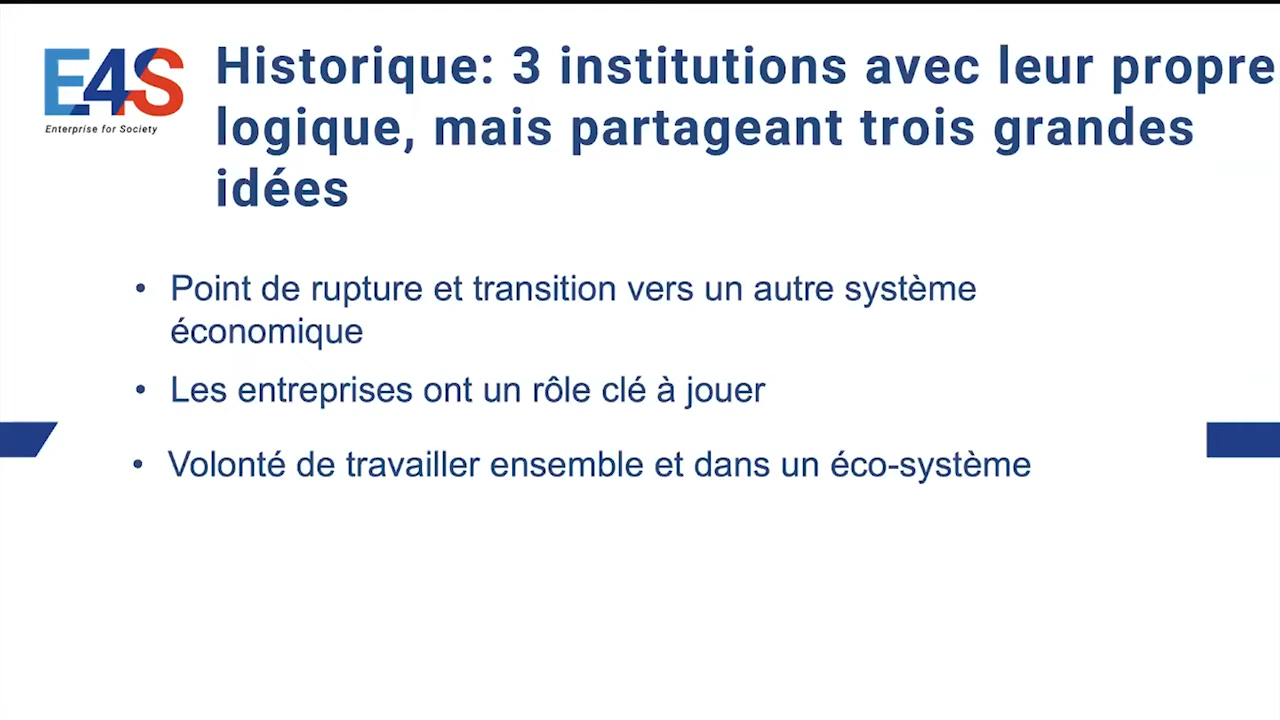 E4S
Enterprise for Society
Historique: 3 institutions avec leur propre
logique, mais partageant trois grandes
idées
• Point de rupture et transition vers un autre système
économique
• Les entreprises ont un rôle clé à jouer
• Volonté de travailler ensemble et dans un éco-système